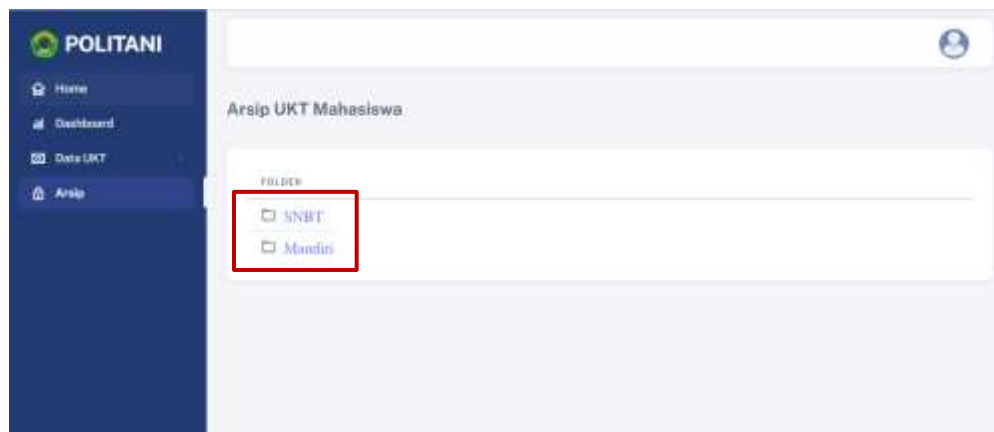 POLITANI
Home
Dashboard
Data UKT
Arsip
Arsip UKT Mahasiswa
FOLDER
SNBT
Mandiri